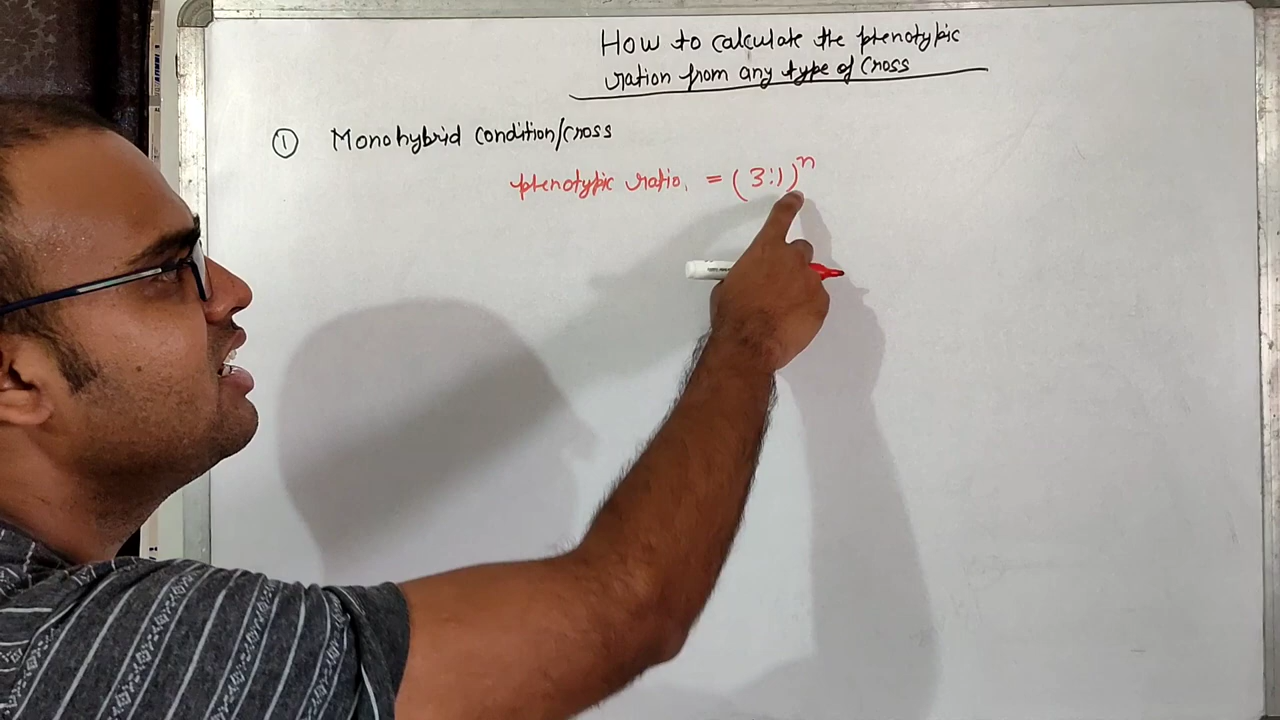 How to calculate the phenotypic
ration from any type of Cross
① Monohybrid condition/cross
phenotypic ratio, = (3:1)ⁿ